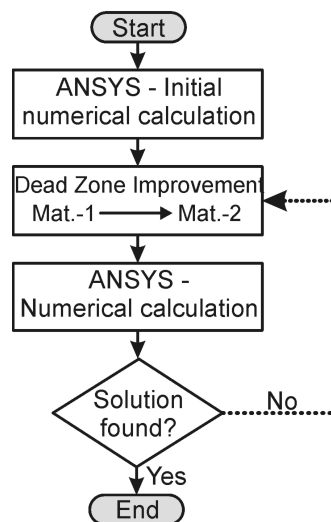 Start
ANSYS - Initial
numerical calculation
Dead Zone Improvement
Mat.-1 Mat.-2
ANSYS -
Numerical calculation
Solution
found?
No
Yes
End